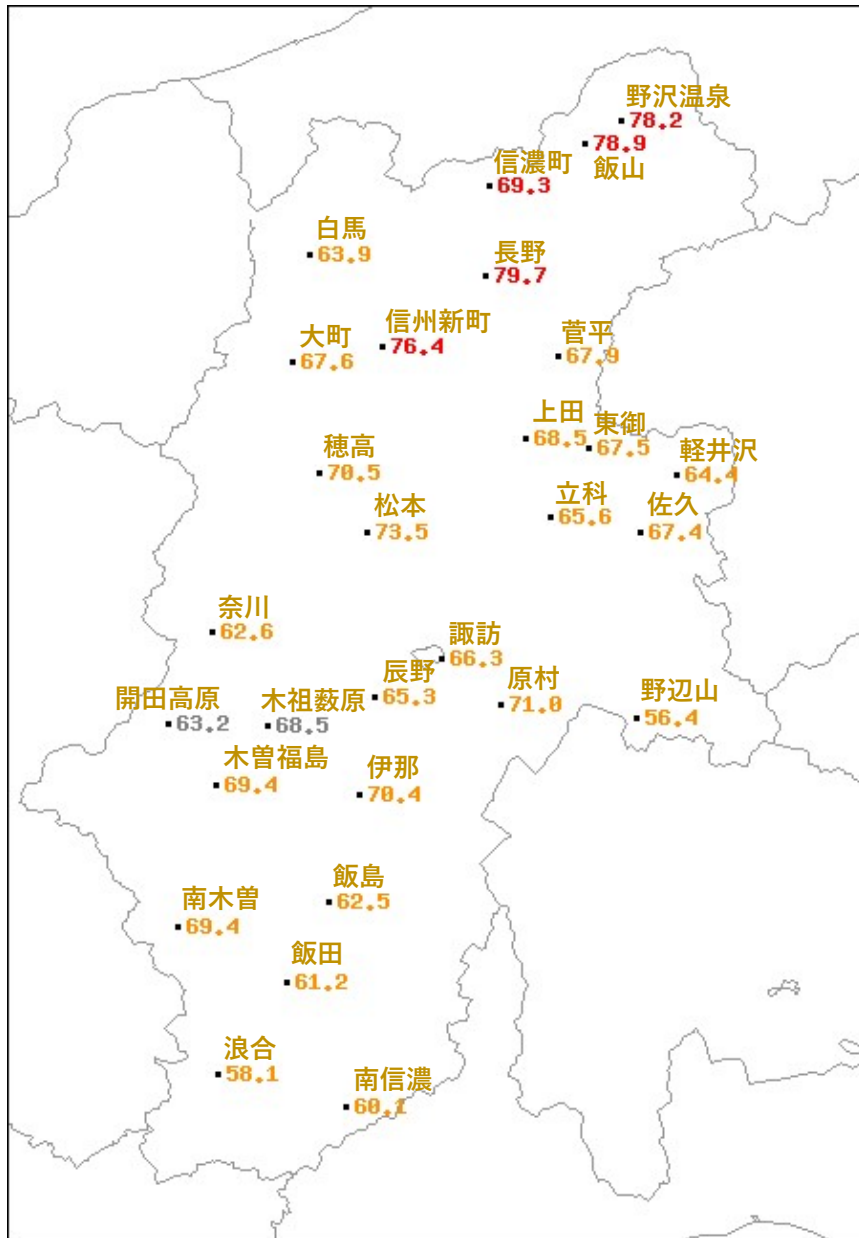 野沢温泉
78.2
78.9
飯山
信濃町
69.3
白馬
63.9
長野
79.7
信州新町
76.4
大町
67.6
菅平
67.9
上田
68.5
東御
67.5
軽井沢
64.4
穂高
70.5
立科
65.6
佐久
67.4
松本
73.5
奈川
62.6
諏訪
66.3
辰野
65.3
原村
71.0
野辺山
56.4
開田高原
63.2
木祖薮原
68.5
木曽福島
69.4
伊那
70.4
飯島
62.5
南木曽
69.4
飯田
61.2
浪合
58.1
南信濃
60.1